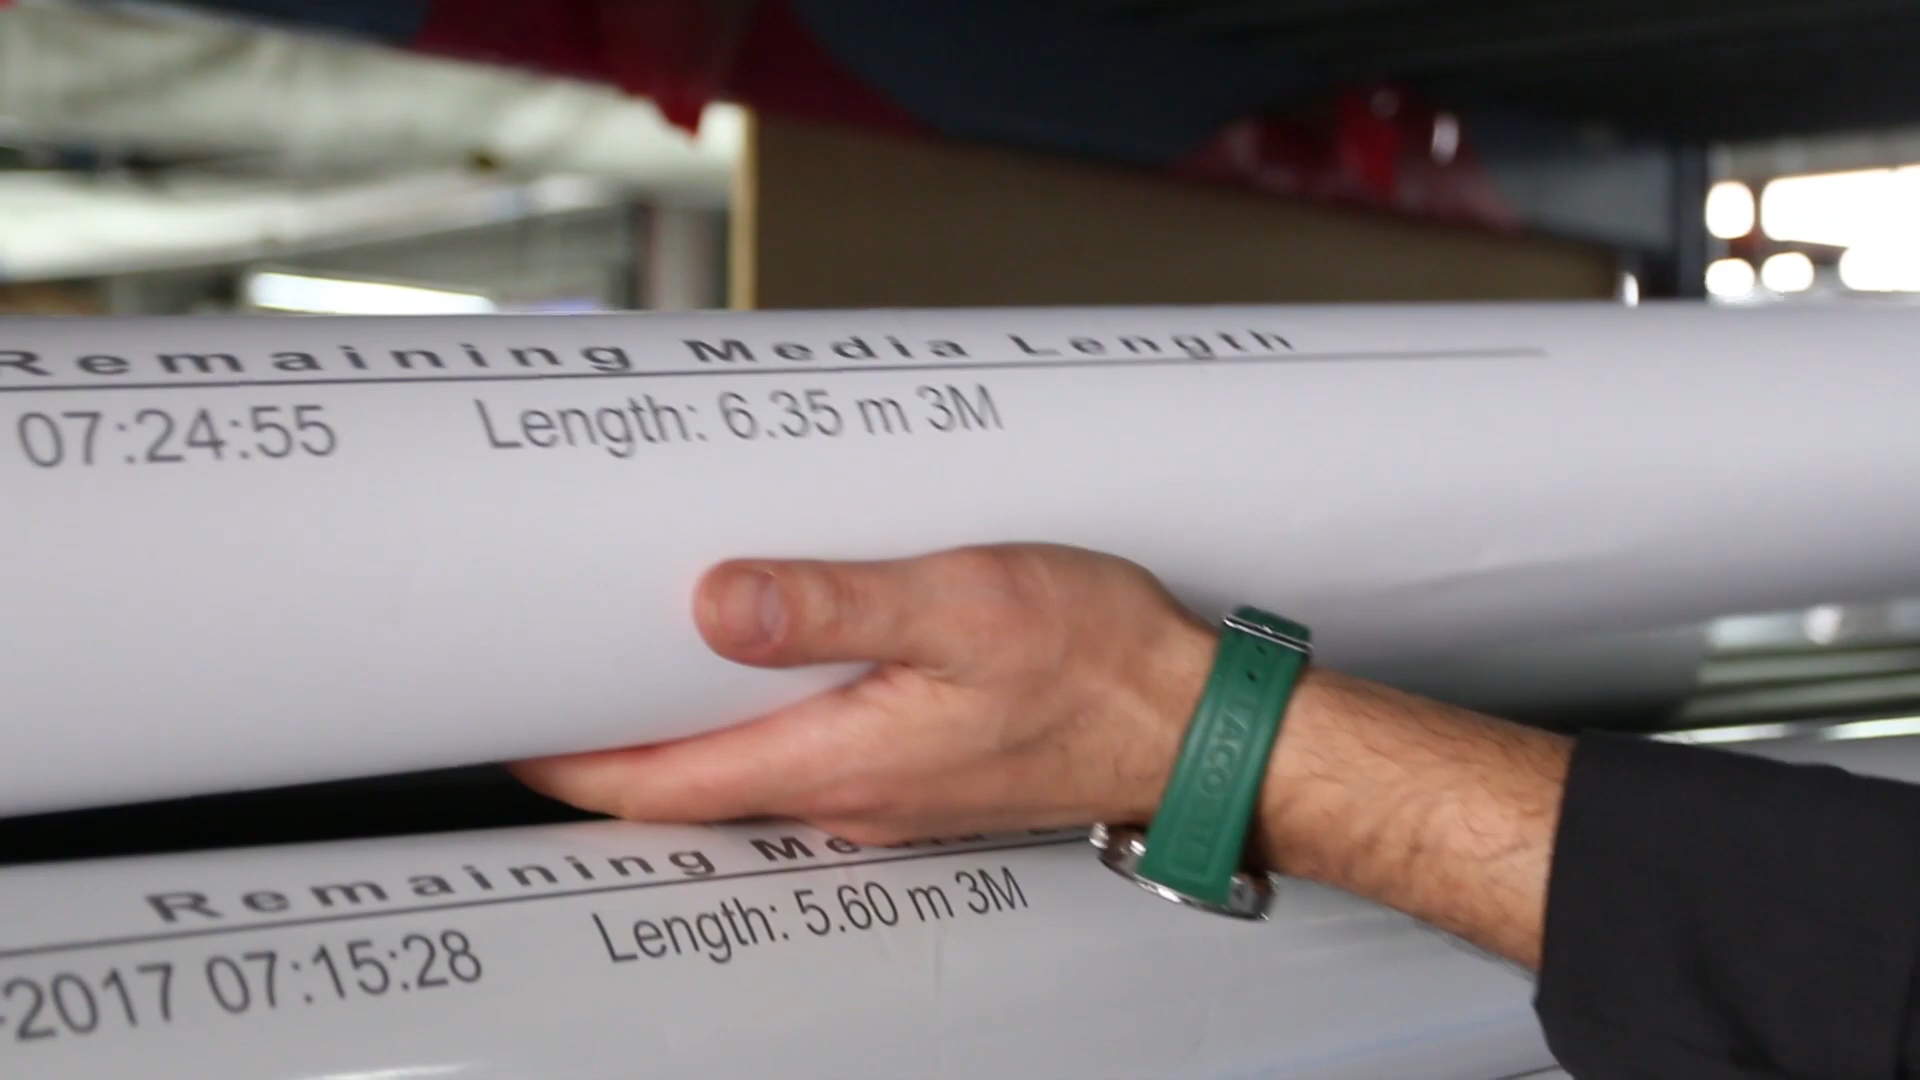 Remaining Media Length
07:24:55 Length: 6.35 m 3M
Remaining
2017 07:15:28 Length: 5.60 m 3M